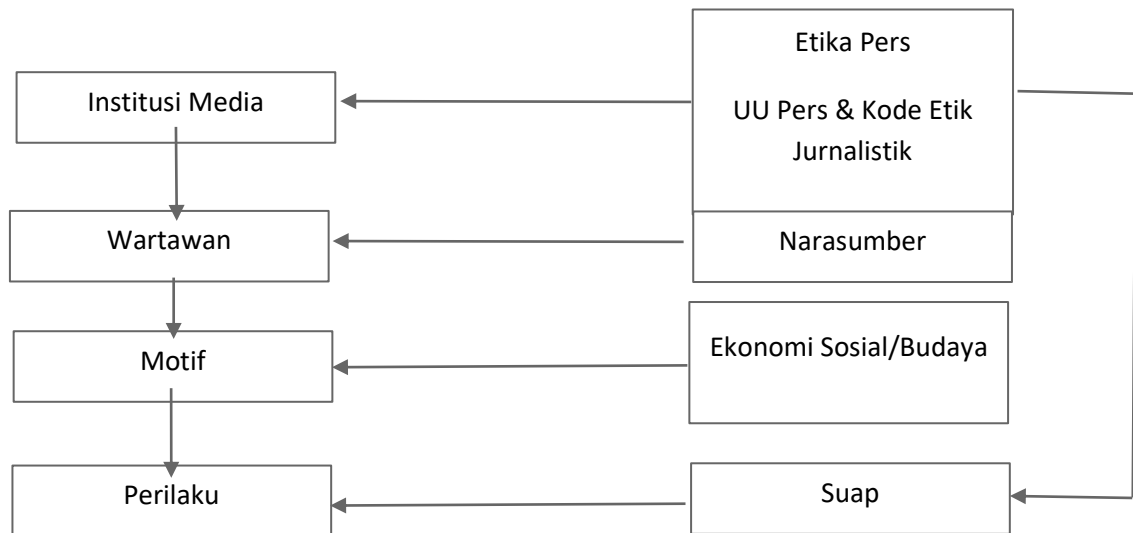 Etika Pers
Institusi Media
UU Pers & Kode Etik
Jurnalistik
Wartawan
Narasumber
Motif
Ekonomi Sosial/Budaya
Perilaku
Suap